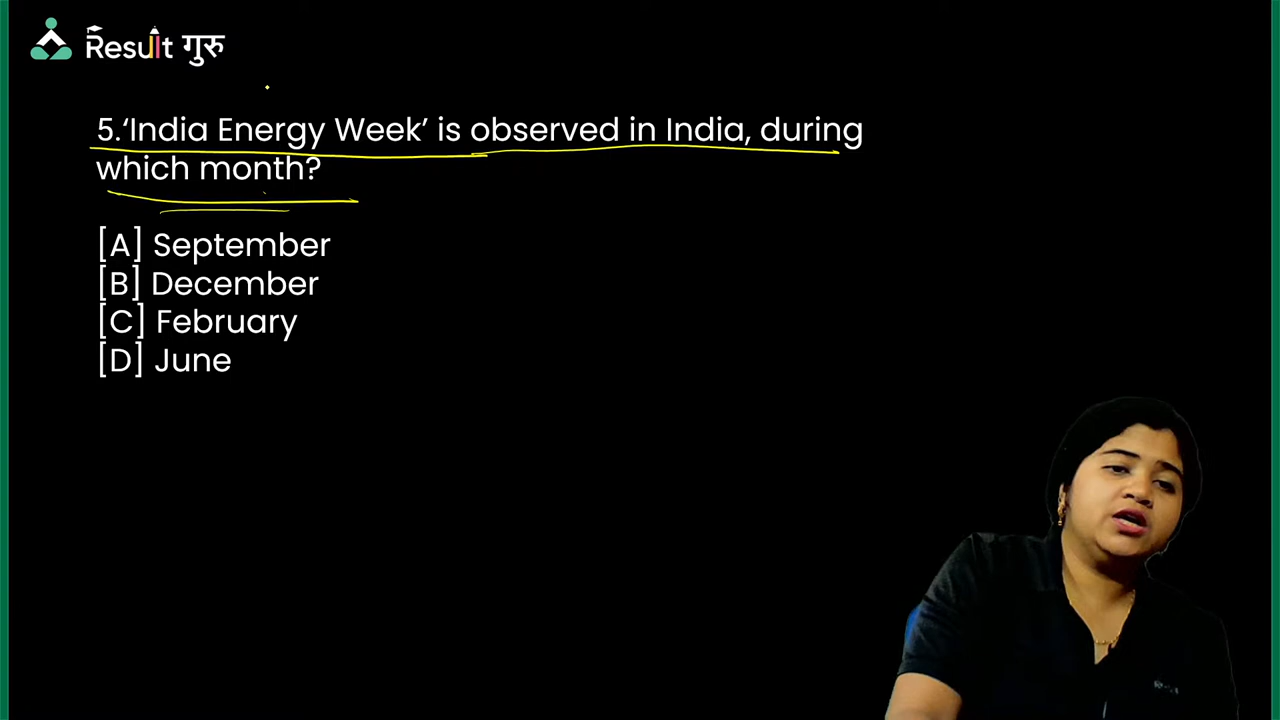 Result गुरु
5.‘India Energy Week’ is observed in India, during
which month?
[A] September
[B] December
[C] February
[D] June